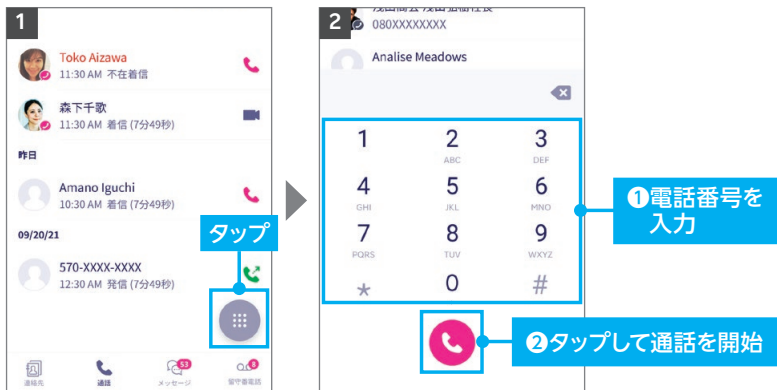 1
Toko Aizawa
11:30 AM 不在着信
森下千歌
11:30 AM 着信 (7分49秒)
昨日
Amano Iguchi
10:30 AM 着信 (7分49秒)
タップ
09/20/21
570-XXXX-XXXX
12:30 AM 発信 (7分49秒)
53
連絡先
通話
メッセージ
留守番電話
2
080XXXXXXXX
Analise Meadows
1
2
3
ABC
DEF
4
5
6
GHI
JKL
MNO
7
8
9
PQRS
TUV
WXYZ
*
0
#
❶電話番号を
入力
❷タップして通話を開始